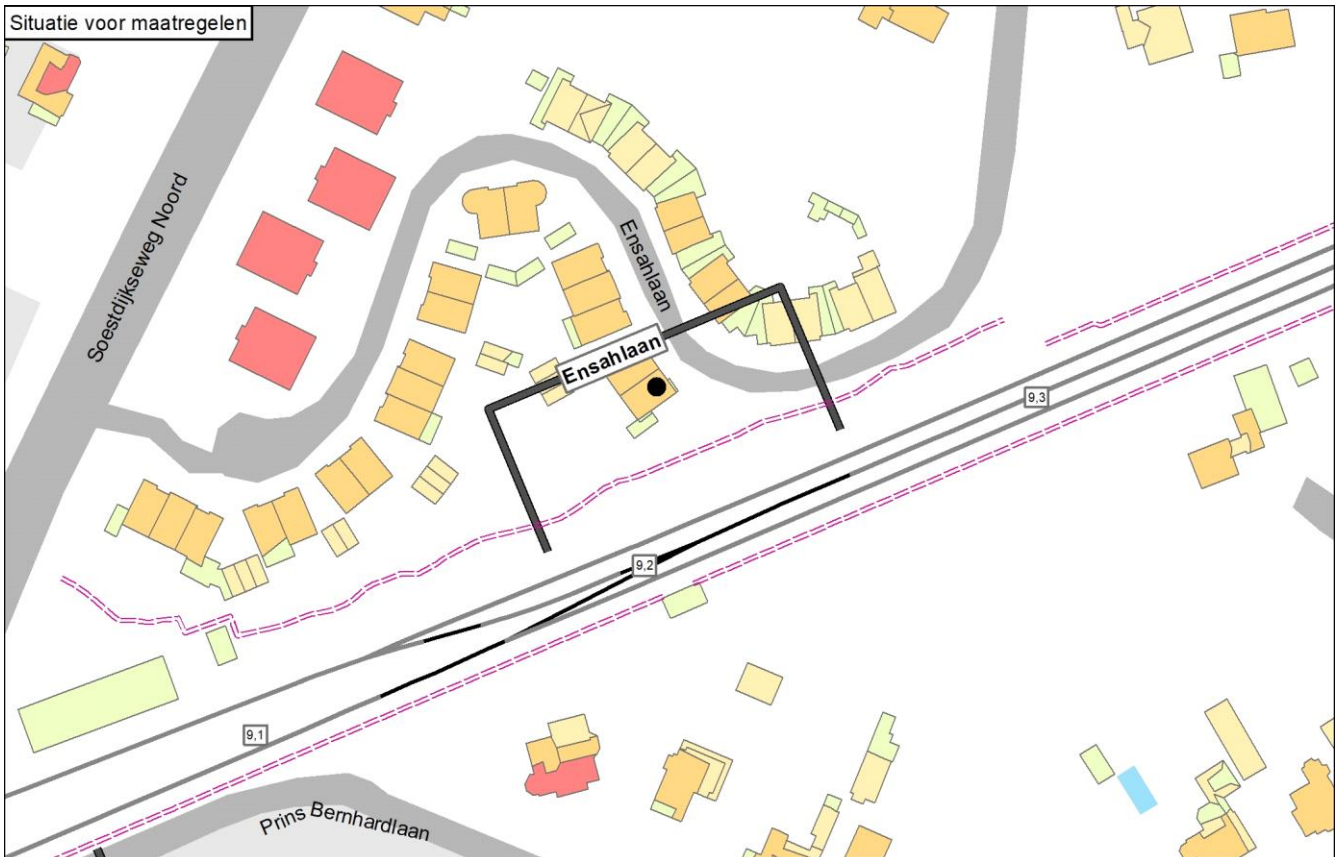 Situatie voor maatregelen
Soestdijkseweg Noord
Ensahlaan
Ensahlaan
9,3
9,2
9,1
Prins Bernhardlaan